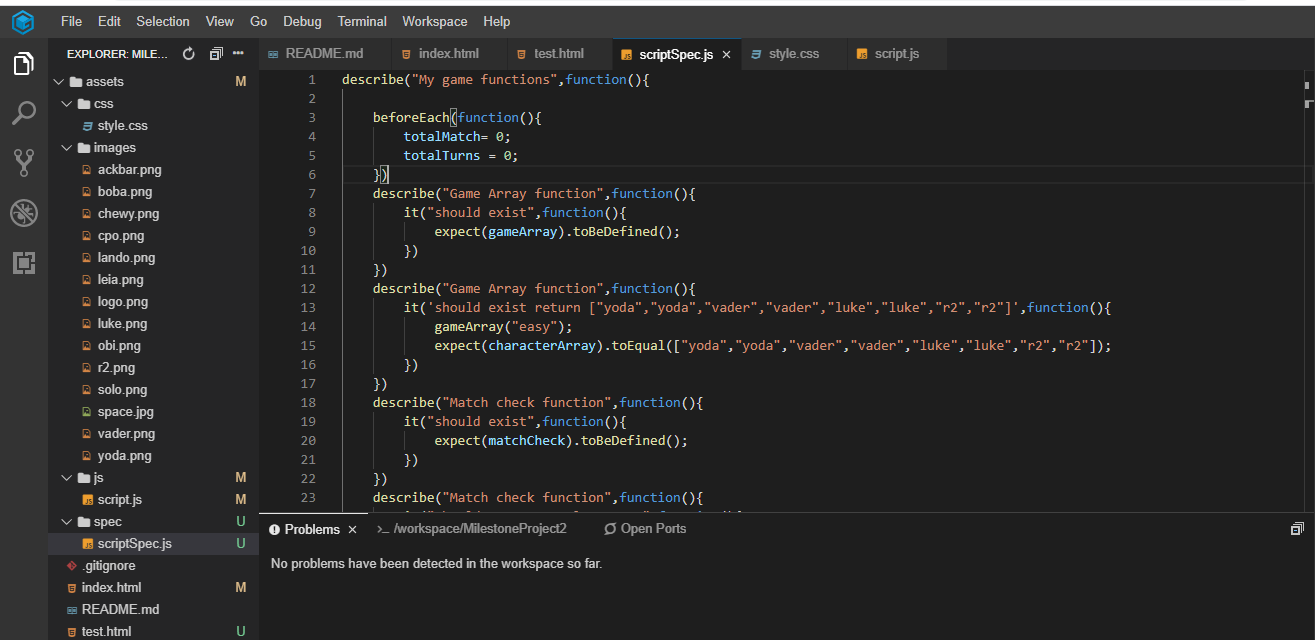 File Edit Selection View Go Debug Terminal Workspace Help
EXPLORER: MILE...
README.md
index.html
test.html
scriptSpec.js
style.css
script.js
assets M
css
style.css
images
ackbar.png
boba.png
chewy.png
cpo.png
lando.png
leia.png
logo.png
luke.png
obi.png
r2.png
solo.png
space.jpg
vader.png
yoda.png
js M
script.js M
spec U
scriptSpec.js U
.gitignore
index.html M
README.md
test.html U
1 describe("My game functions",function(){
2
3 beforeEach(function(){
4 totalMatch= 0;
5 totalTurns = 0;
6 })
7 describe("Game Array function",function(){
8 it("should exist",function(){
9 expect(gameArray).toBeDefined();
10 })
11 })
12 describe("Game Array function",function(){
13 it('should exist return ["yoda","yoda","vader","vader","luke","luke","r2","r2"]',function(){
14 gameArray("easy");
15 expect(characterArray).toEqual(["yoda","yoda","vader","vader","luke","luke","r2","r2"]);
16 })
17 })
18 describe("Match check function",function(){
19 it("should exist",function(){
20 expect(matchCheck).toBeDefined();
21 })
22 })
23 describe("Match check function",function(){
Problems
>_ /workspace/MilestoneProject2
Open Ports
No problems have been detected in the workspace so far.